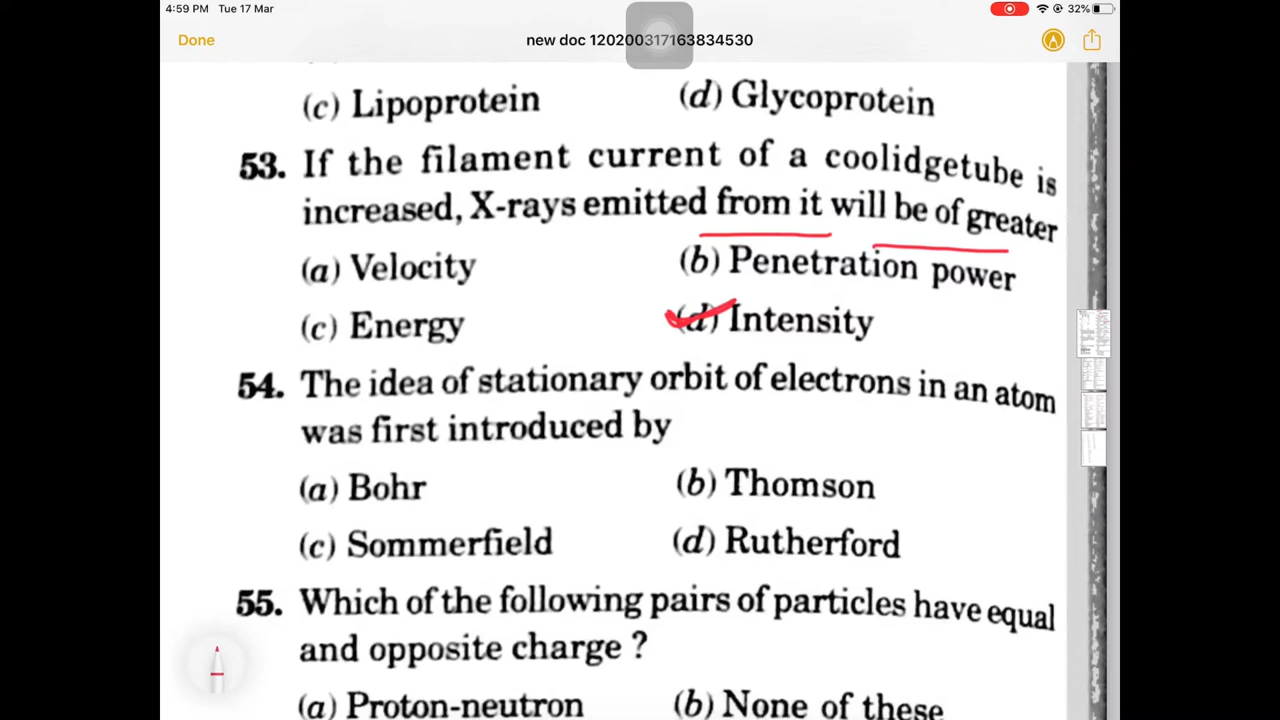 4:59 PM Tue 17 Mar
32%
Done
new doc 120200317163834530
(c) Lipoprotein
(d) Glycoprotein
53. If the filament current of a coolidgetube is
increased, X-rays emitted from it will be of greater
(a) Velocity
(b) Penetration power
(c) Energy
(d) Intensity
54. The idea of stationary orbit of electrons in an atom
was first introduced by
(a) Bohr
(b) Thomson
(c) Sommerfield
(d) Rutherford
55. Which of the following pairs of particles have equal
and opposite charge ?
(a) Proton-neutron
(b) None of these